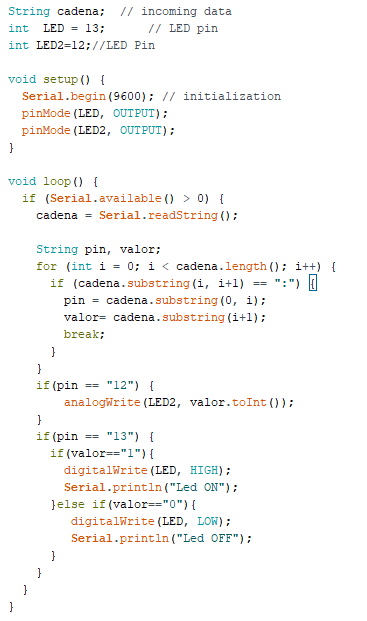 String cadena;  // incoming data
int  LED = 13;      // LED pin
int LED2=12;//LED Pin

void setup() {
  Serial.begin(9600); // initialization
  pinMode(LED, OUTPUT);
  pinMode(LED2, OUTPUT);
}

void loop() {
  if (Serial.available() > 0) {
    cadena = Serial.readString();

    String pin, valor;
    for (int i = 0; i < cadena.length(); i++) {
      if (cadena.substring(i, i+1) == ":") {
        pin = cadena.substring(0, i);
        valor= cadena.substring(i+1);
        break;
      }
    }
    if(pin == "12") {
        analogWrite(LED2, valor.toInt());
    }
    if(pin == "13") {
      if(valor=="1"){
        digitalWrite(LED, HIGH);
        Serial.println("Led ON");
      }else if(valor=="0"){
         digitalWrite(LED, LOW);
         Serial.println("Led OFF");
      }
    }
  }
}